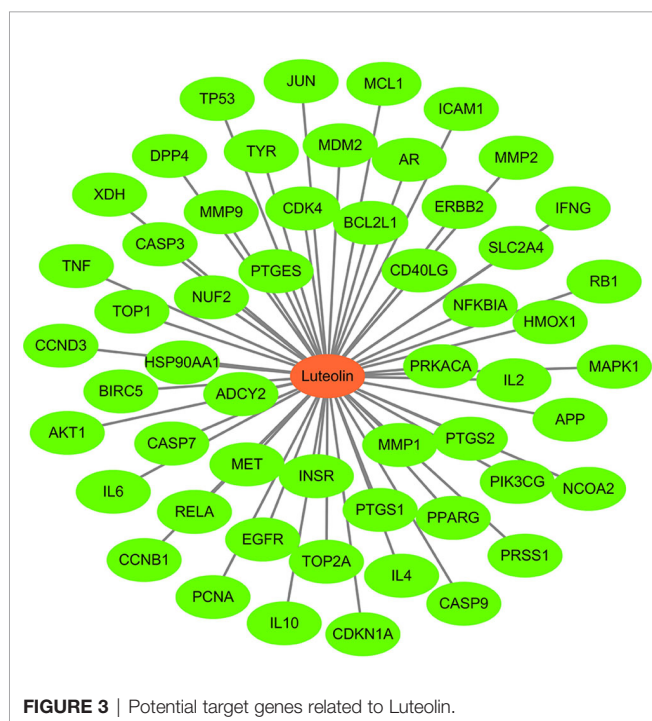 JUN
MCL1
TP53
ICAM1
TYR
MDM2
AR
DPP4
MMP2
XDH
MMP9
CDK4
BCL2L1
ERBB2
IFNG
CASP3
SLC2A4
TNF
PTGES
CD40LG
RB1
NUF2
TOP1
NFKBIA
HMOX1
CCND3
HSP90AA1
Luteolin
PRKACA
IL2
MAPK1
BIRC5
ADCY2
APP
AKT1
CASP7
MMP1
PTGS2
MET
INSR
PIK3CG
NCOA2
IL6
RELA
PTGS1
PPARG
EGFR
PRSS1
CCNB1
TOP2A
IL4
PCNA
CASP9
IL10
CDKN1A
FIGURE 3 | Potential target genes related to Luteolin.